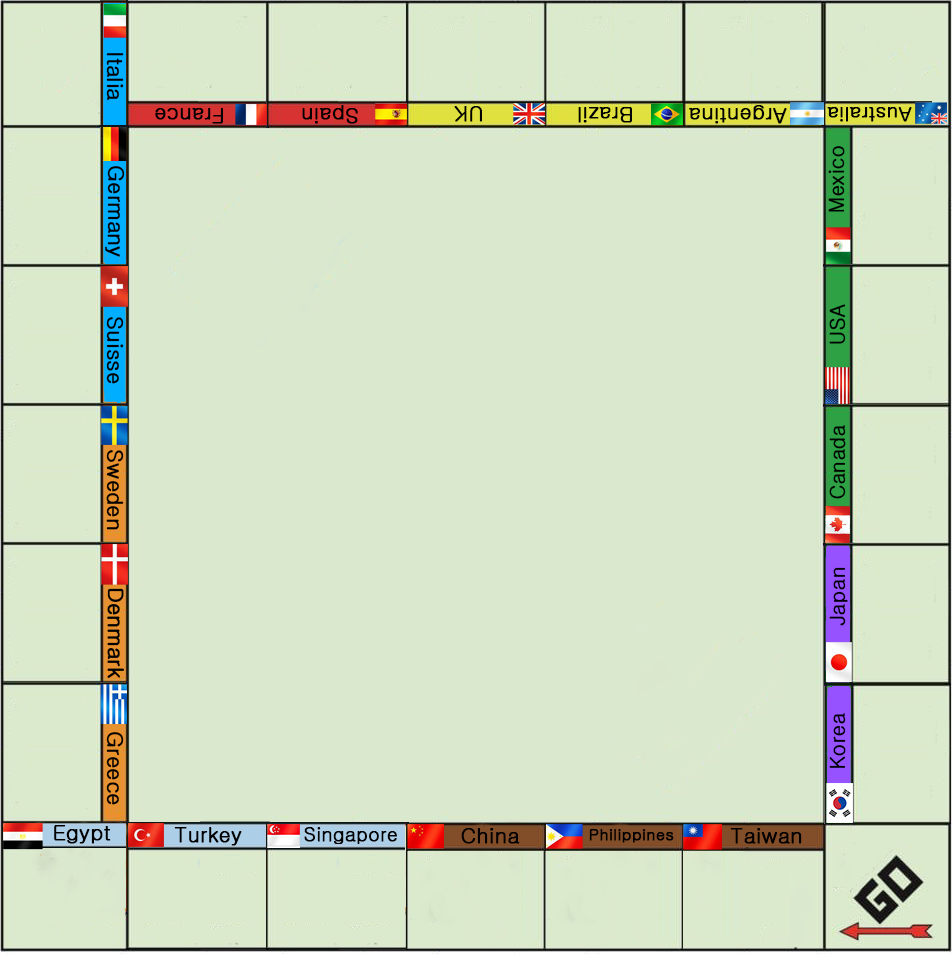 Italia
France
Spain
UK
Brazil
Argentina
Australia
Germany
Mexico
Suisse
USA
Sweden
Canada
Denmark
Japan
Greece
Korea
Egypt
Turkey
Singapore
China
Philippines
Taiwan
GO